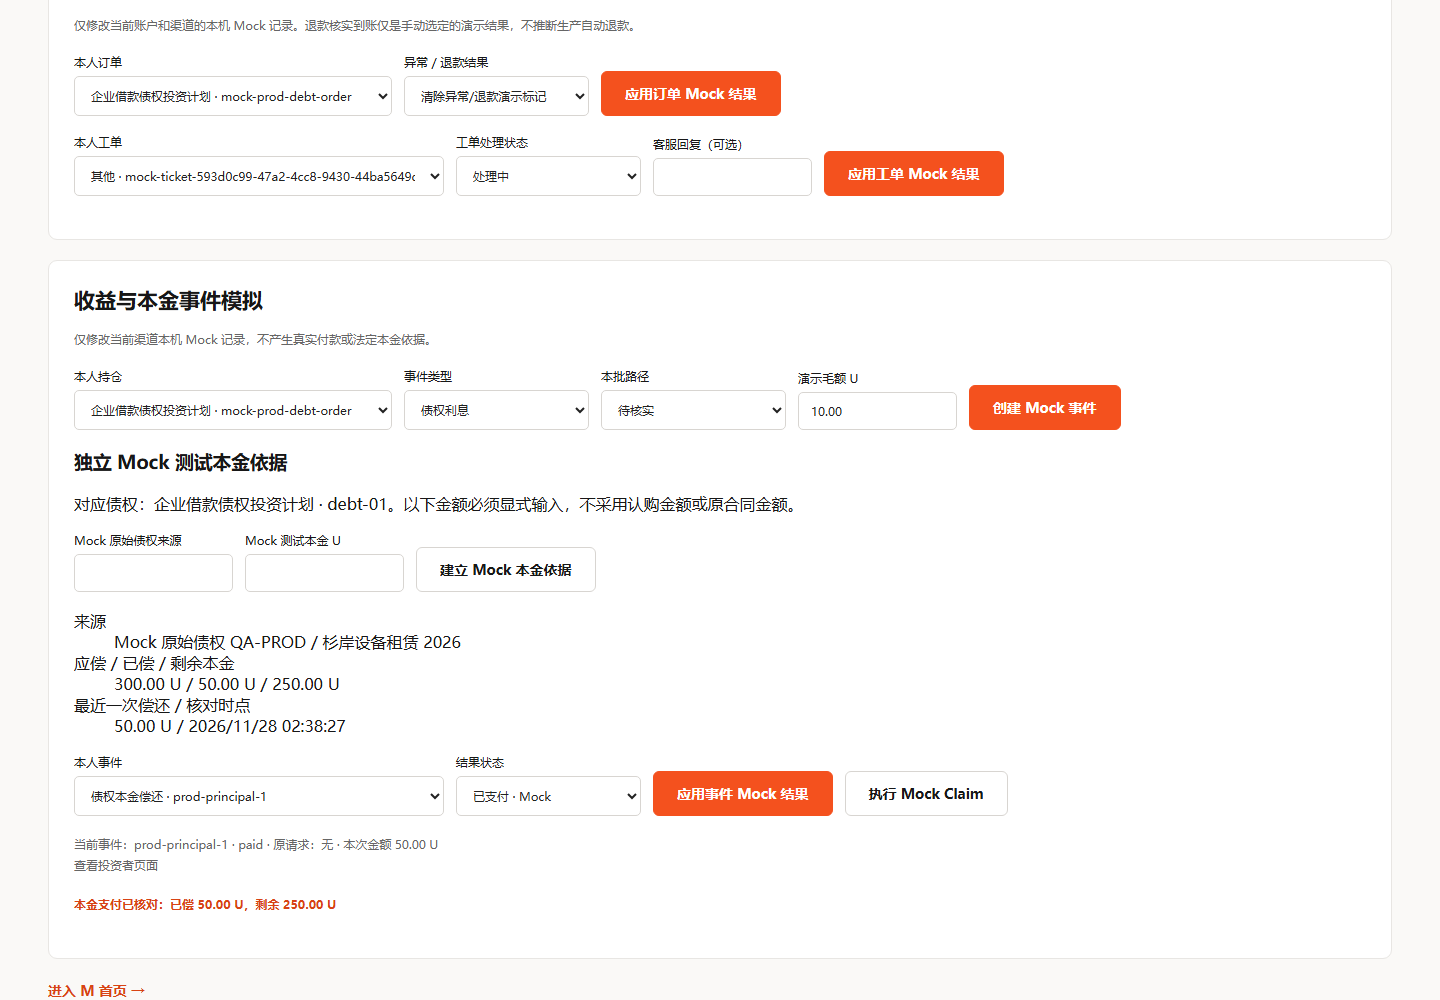 仅修改当前账户和渠道的本机 Mock 记录。退款核实到账仅是手动选定的演示结果，不推断生产自动退款。
本人订单 异常 / 退款结果
企业借款债权投资计划 · mock-prod-debt-order 清除异常/退款演示标记 应用订单 Mock 结果
本人工单 工单处理状态 客服回复（可选）
其他 · mock-ticket-593d0c99-47a2-4cc8-9430-44ba5649c 处理中 应用工单 Mock 结果
收益与本金事件模拟
仅修改当前渠道本机 Mock 记录，不产生真实付款或法定本金依据。
本人持仓 事件类型 本批路径 演示毛额 U
企业借款债权投资计划 · mock-prod-debt-order 债权利息 待核实 10.00 创建 Mock 事件
独立 Mock 测试本金依据
对应债权：企业借款债权投资计划 · debt-01。以下金额必须显式输入，不采用认购金额或原合同金额。
Mock 原始债权来源 Mock 测试本金 U
建立 Mock 本金依据
来源
Mock 原始债权 QA-PROD / 杉岸设备租赁 2026
应偿 / 已偿 / 剩余本金
300.00 U / 50.00 U / 250.00 U
最近一次偿还 / 核对时点
50.00 U / 2026/11/28 02:38:27
本人事件 结果状态
债权本金偿还 · prod-principal-1 已支付 · Mock 应用事件 Mock 结果 执行 Mock Claim
当前事件：prod-principal-1 · paid · 原请求：无 · 本次金额 50.00 U
查看投资者页面
本金支付已核对：已偿 50.00 U，剩余 250.00 U
进入 M 首页 →